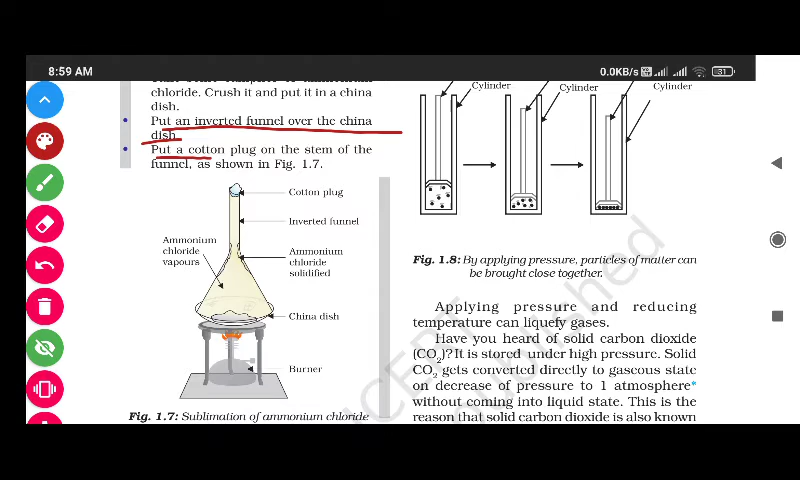 8:59 AM
0.0KB/s
31
chloride. Crush it and put it in a china
dish.
• Put an inverted funnel over the china
dish.
• Put a cotton plug on the stem of the
funnel, as shown in Fig. 1.7.
Cotton plug
Inverted funnel
Ammonium
chloride
vapours
Ammonium
chloride
solidified
China dish
Burner
Fig. 1.7: Sublimation of ammonium chloride
Cylinder
Cylinder
Cylinder
Fig. 1.8: By applying pressure, particles of matter can
be brought close together.
Applying pressure and reducing
temperature can liquefy gases.
Have you heard of solid carbon dioxide
(CO2)? It is stored under high pressure. Solid
CO2 gets converted directly to gaseous state
on decrease of pressure to 1 atmosphere*
without coming into liquid state. This is the
reason that solid carbon dioxide is also known